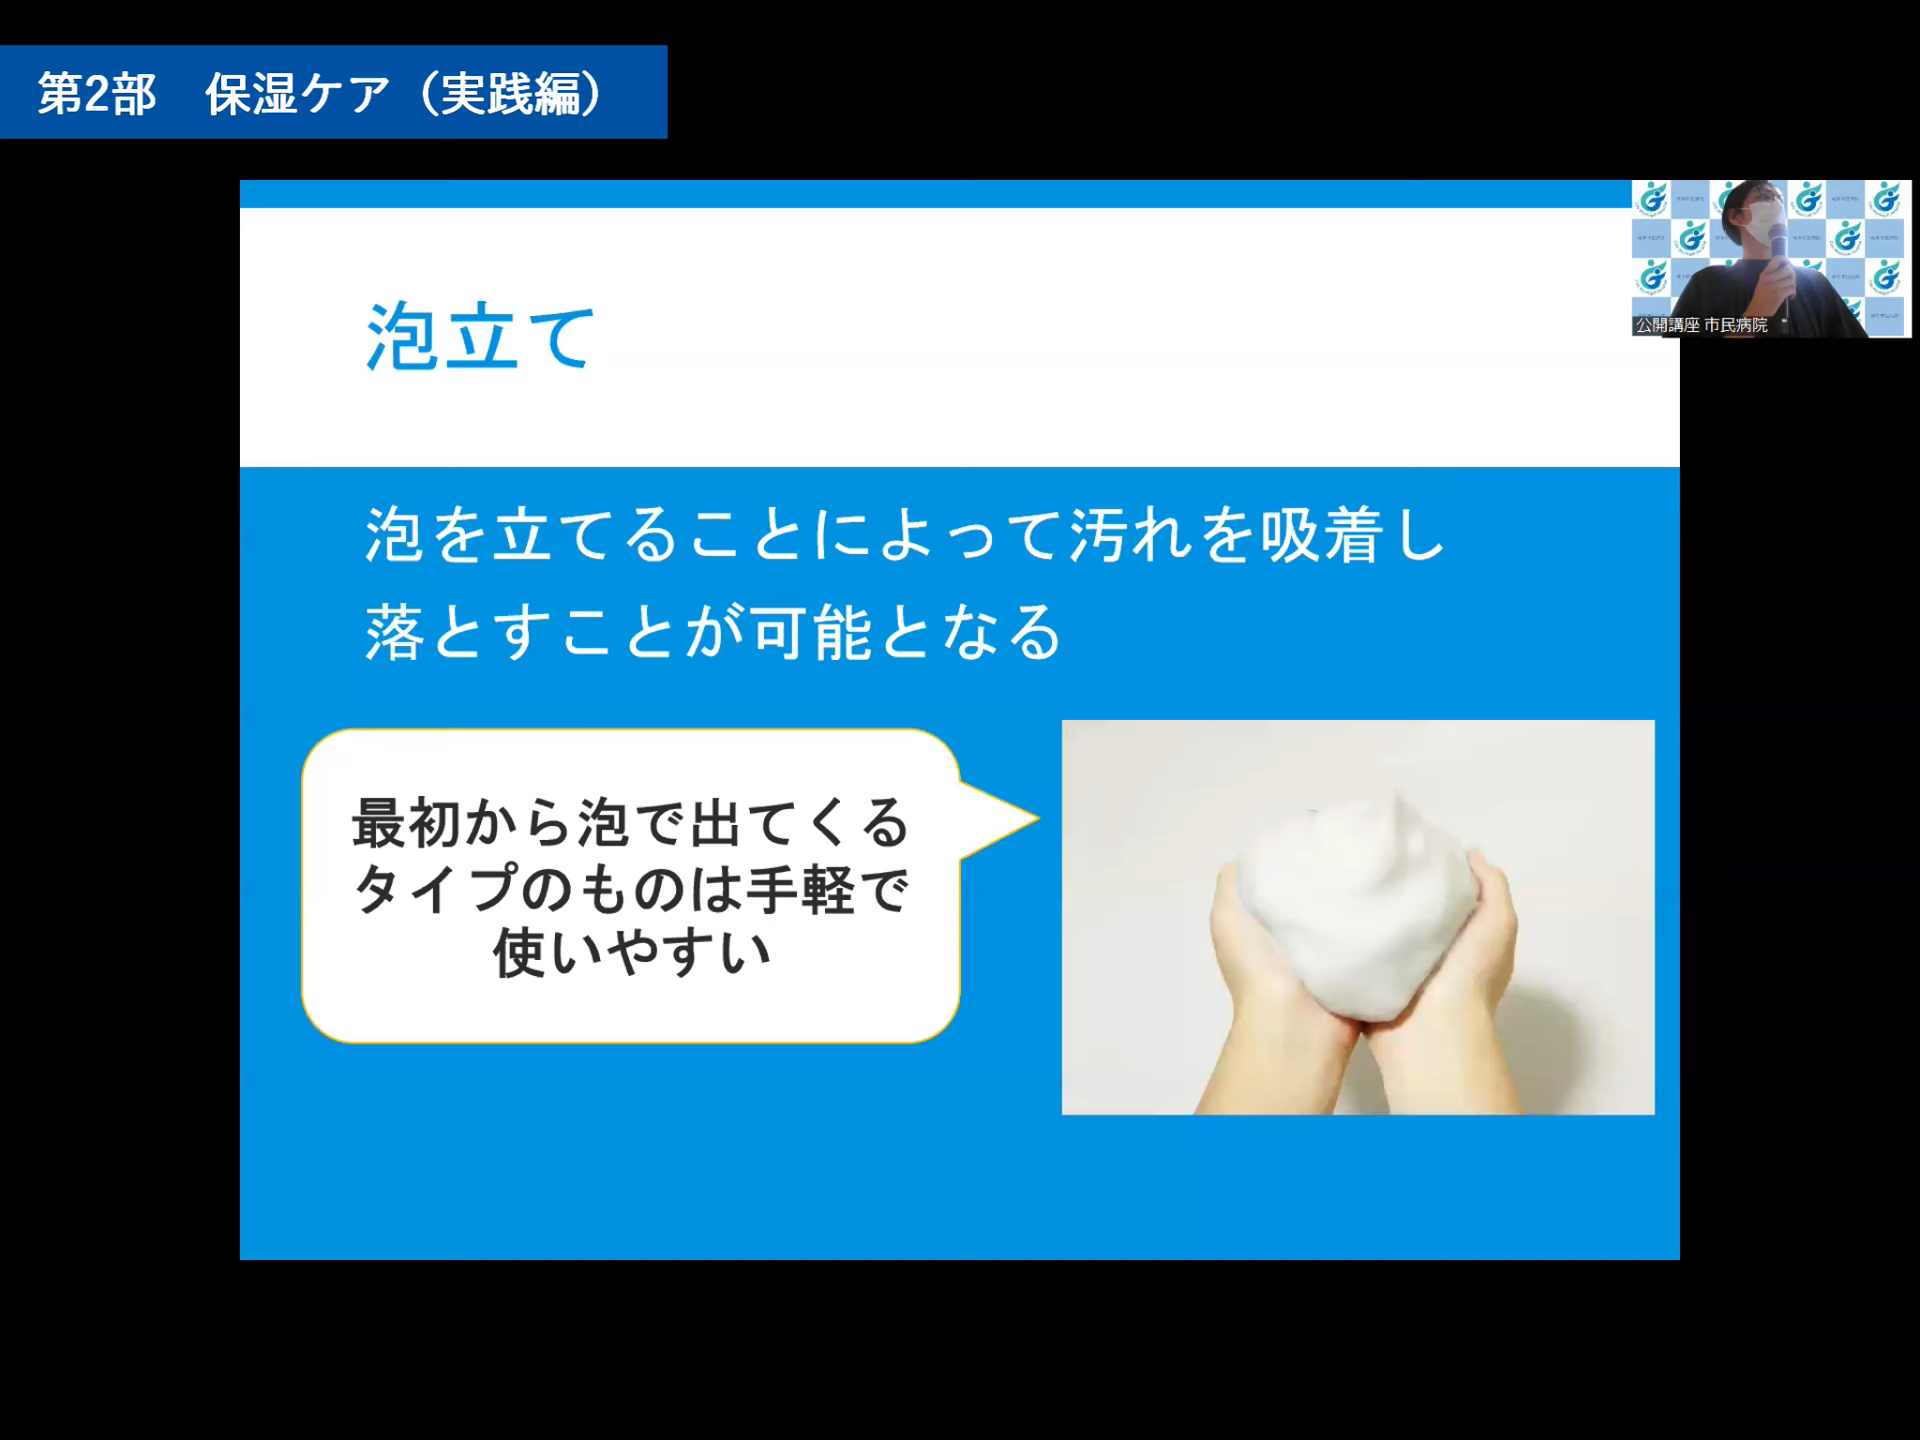 第2部　保湿ケア（実践編）
泡立て
泡を立てることによって汚れを吸着し
落とすことが可能となる
最初から泡で出てくる
タイプのものは手軽で
使いやすい
公開講座 市民病院